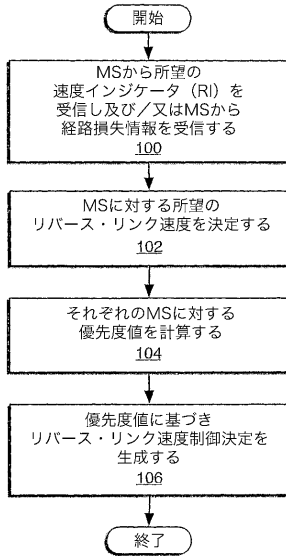 開始
MSから所望の
速度インジケータ（RI）を
受信し及び／又はMSから
経路損失情報を受信する
100
MSに対する所望の
リバース・リンク速度を決定する
102
それぞれのMSに対する
優先度値を計算する
104
優先度値に基づき
リバース・リンク速度制御決定を
生成する
106
終了